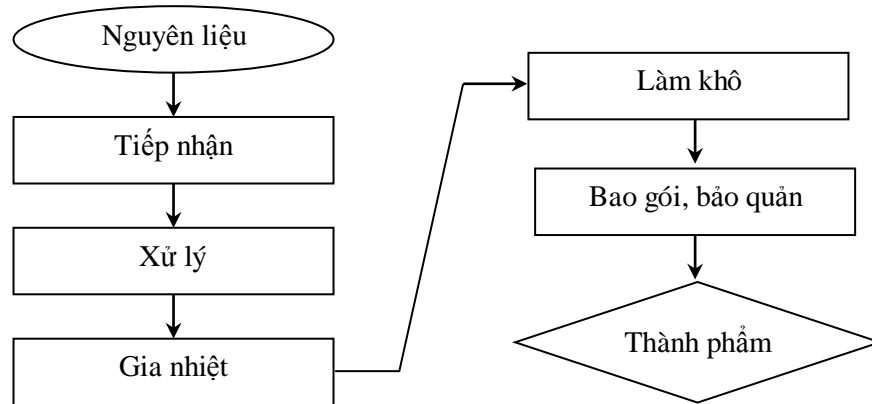 Nguyên liệu
Tiếp nhận
Xử lý
Gia nhiệt
Làm khô
Bao gói, bảo quản
Thành phẩm